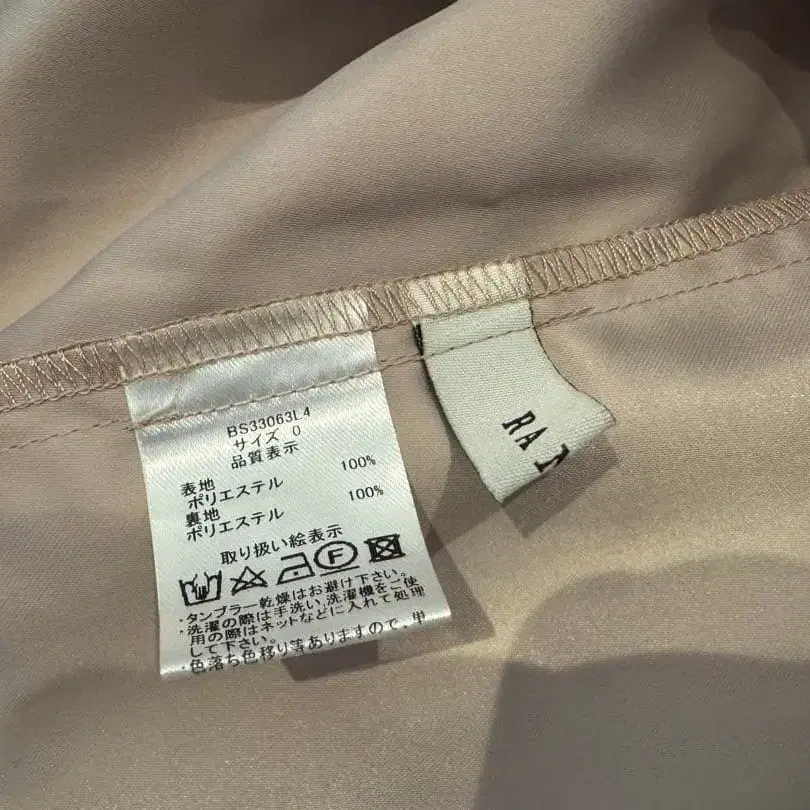 BS33063L4
サイズ 0
品質表示
表地
ポリエステル 100%
裏地
ポリエステル 100%
取り扱い絵表示
F
・タンブラー乾燥はお避け下さい。
・洗濯の際は手洗い,洗濯機をご使
用の際はネットなどに入れて処理
して下さい。
・色落ち色移り等ありますので、単
RA